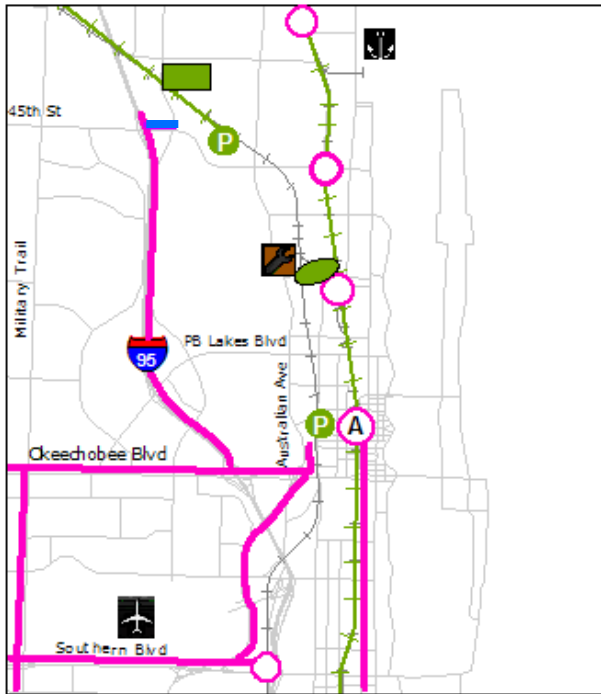 45th St
P
Military Trail
PB Lakes Blvd
95
Australian Ave
P
A
Okeechobee Blvd
Southern Blvd